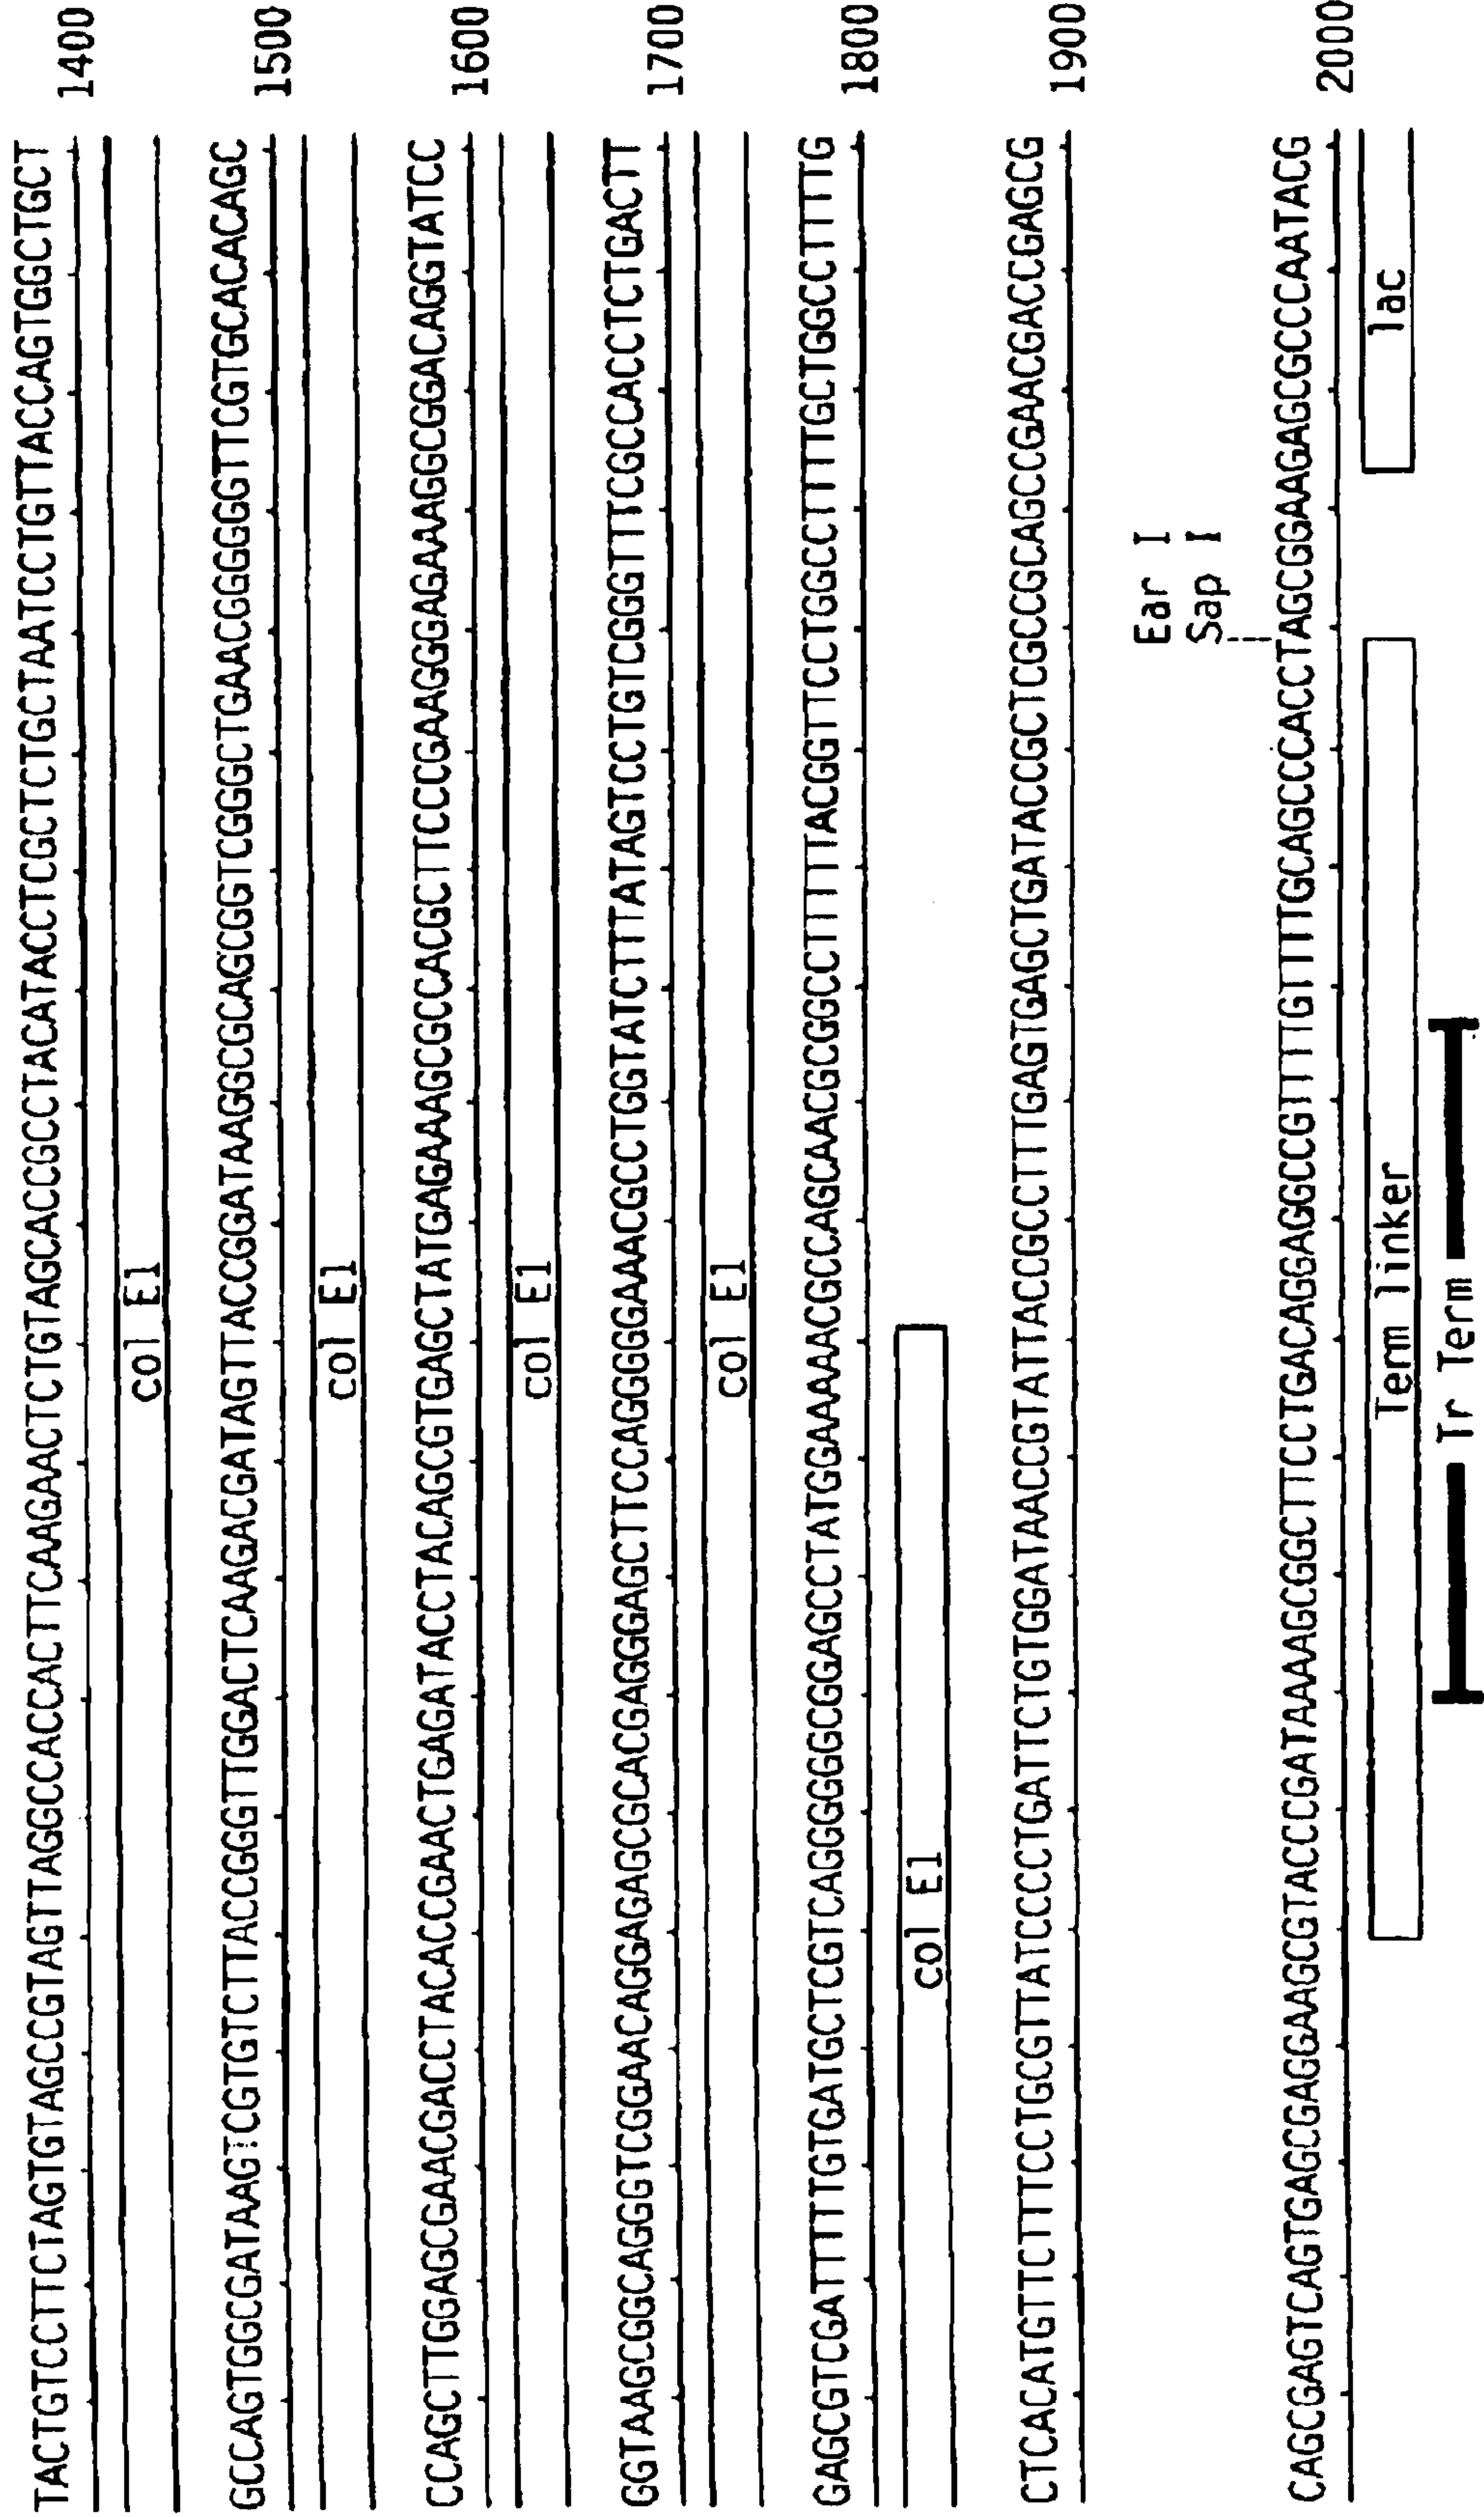 TACTGTCCTTCTAGTGTAGCCGTAGTTAGGCCACCACTTCAAGAACTCTGTAGCACCGCCTACATACCTCGCTCTGCTAATCCTGTTACCAGTGGCTGCT 1400
col E1
GCCAGTGGCGATAAGTCGTGTCTTACCGGGTTGGACTCAAGACGATAGTTACCGGATAAGGCGCAGCGGTCGGGCTGAACGGGGGGTTCGTGCACACAGC 1500
col E1
CCAGCTTGGAGCGAACGACCTACACCGAACTGAGATACCTACAGCGTGAGCTATGAGAAAGCGCCACGCTTCCCGAAGGGAGAAAGGCGGACAGGTATCC 1600
col E1
GGTAAGCGGCAGGGTCGGAACAGGAGAGCGCACGAGGGAGCTTCCAGGGGGAAACGCCTGGTATCTTTATAGTCCTGTCGGGTTTCGCCACCTCTGACTT 1700
col E1
GAGCGTCGATTTTTGTGATGCTCGTCAGGGGGGCGGAGCCTATGGAAAAACGCCAGCAACGCGGCCTTTTTACGGTTCCTGGCCTTTTGCTGGCCTTTTG 1800
col E1
CTCACATGTTCTTTCCTGCGTTATCCCCTGATTCTGTGGATAACCGTATTACCGCCTTTGAGTGAGCTGATACCGCTCGCCGCAGCCGAACGACCGAGCG 1900
Ear I
Sap I
CAGCGAGTCAGTGAGCGAGGAAGCGTACCCGATAAAAGCGGCTTCCTGACAGGAGGCCGTTTTGTTTTGCAGCCCACCTAGCGGAAGAGCGCCCAATACG 2000
Term linker lac
Tr Term